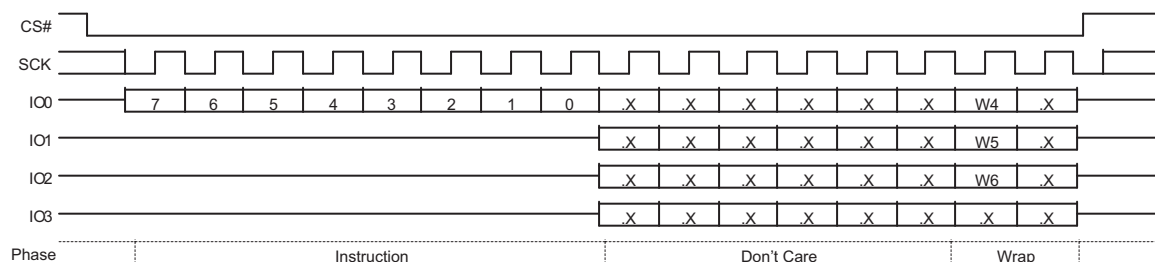 CS#
SCK
IO0 7 6 5 4 3 2 1 0 .X .X .X .X .X .X W4 .X
IO1 .X .X .X .X .X .X W5 .X
IO2 .X .X .X .X .X .X W6 .X
IO3 .X .X .X .X .X .X .X .X
Phase Instruction Don't Care Wrap